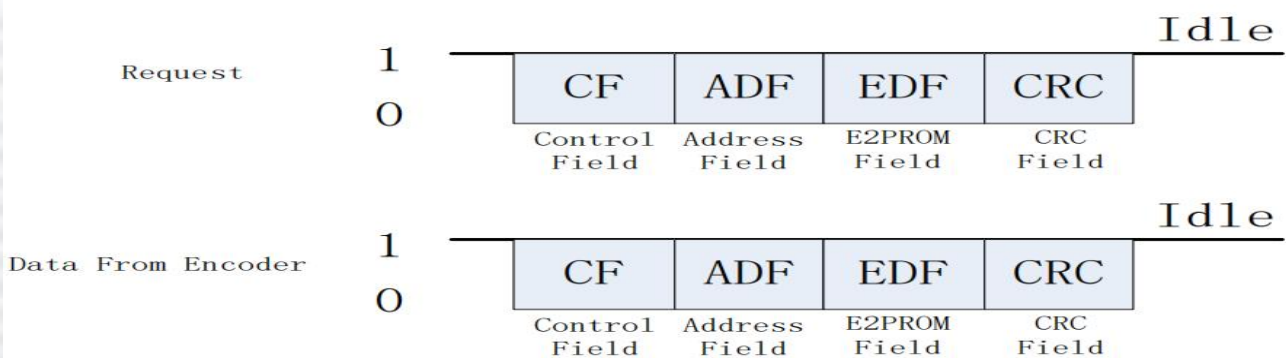 Idle
Request
1
0
CF ADF EDF CRC
Control Address E2PROM CRC
Field Field Field Field
Idle
Data From Encoder
1
0
CF ADF EDF CRC
Control Address E2PROM CRC
Field Field Field Field